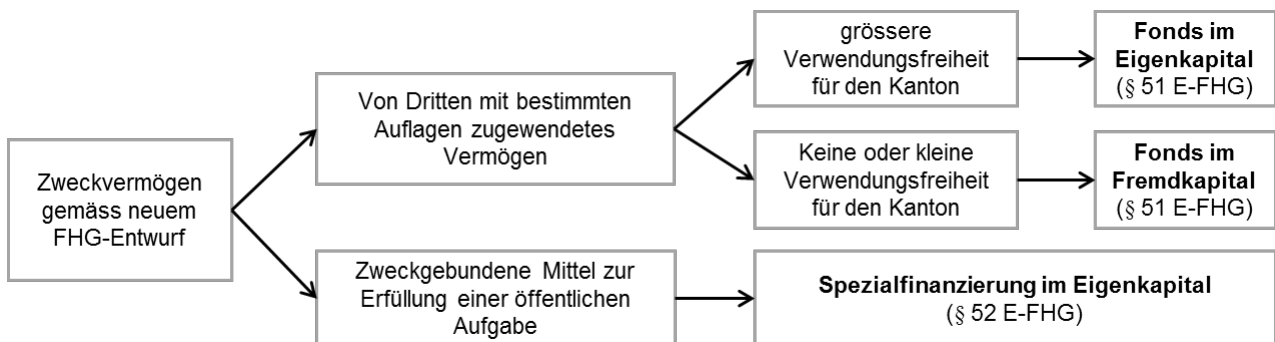 Zweckvermögen
gemäss neuem
FHG-Entwurf
Von Dritten mit bestimmten
Auflagen zugewendetes
Vermögen
grössere
Verwendungsfreiheit
für den Kanton
Fonds im
Eigenkapital
(§ 51 E-FHG)
Keine oder kleine
Verwendungsfreiheit
für den Kanton
Fonds im
Fremdkapital
(§ 51 E-FHG)
Zweckgebundene Mittel zur
Erfüllung einer öffentlichen
Aufgabe
Spezialfinanzierung im Eigenkapital
(§ 52 E-FHG)